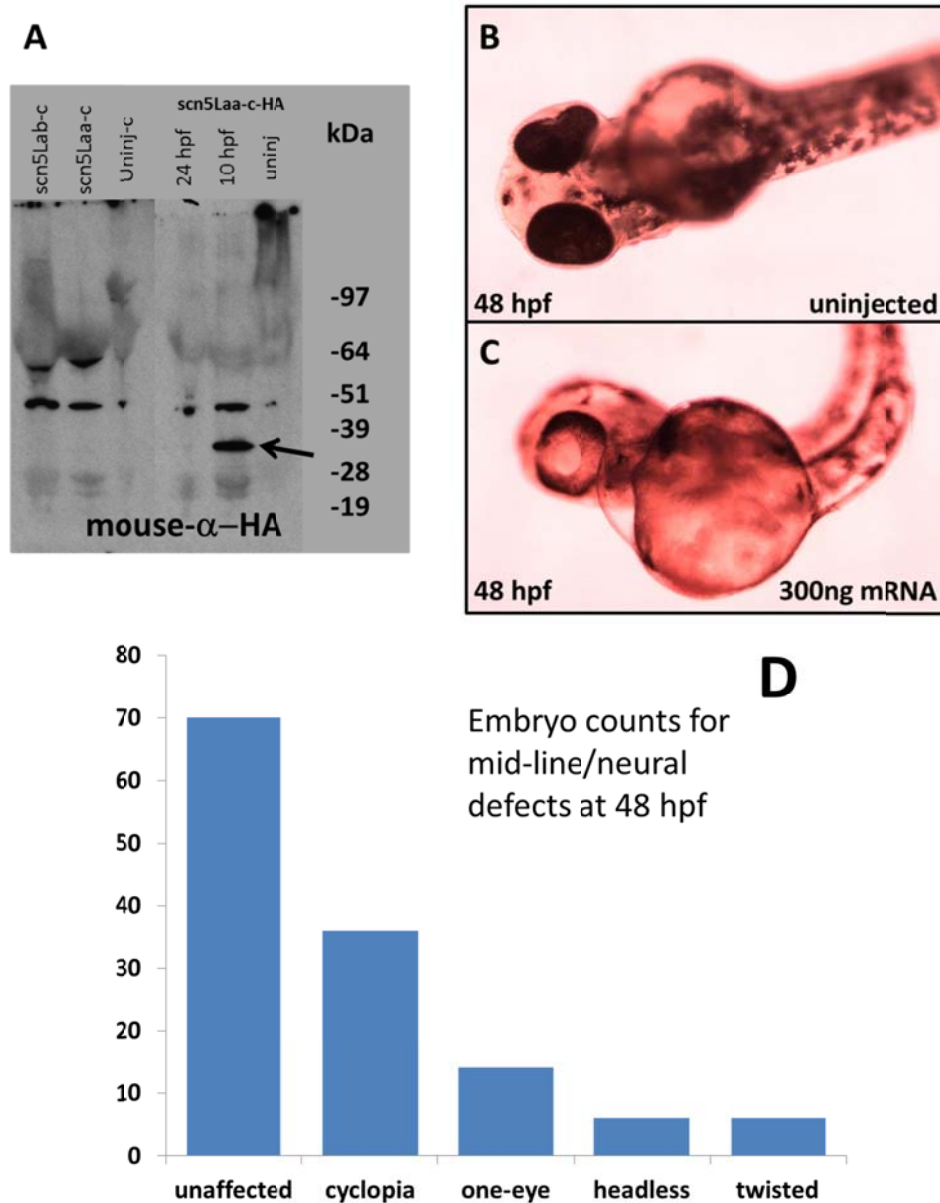 A
scn5Lab-c
scn5Laa-c
Uninj-c
scn5Laa-c-HA
24 hpf
10 hpf
uninj
kDa
-97
-64
-51
-39
-28
-19
mouse-α–HA
B
48 hpf
uninjected
C
48 hpf
300ng mRNA
D
Embryo counts for
mid-line/neural
defects at 48 hpf
80
70
60
50
40
30
20
10
0
unaffected
cyclopia
one-eye
headless
twisted